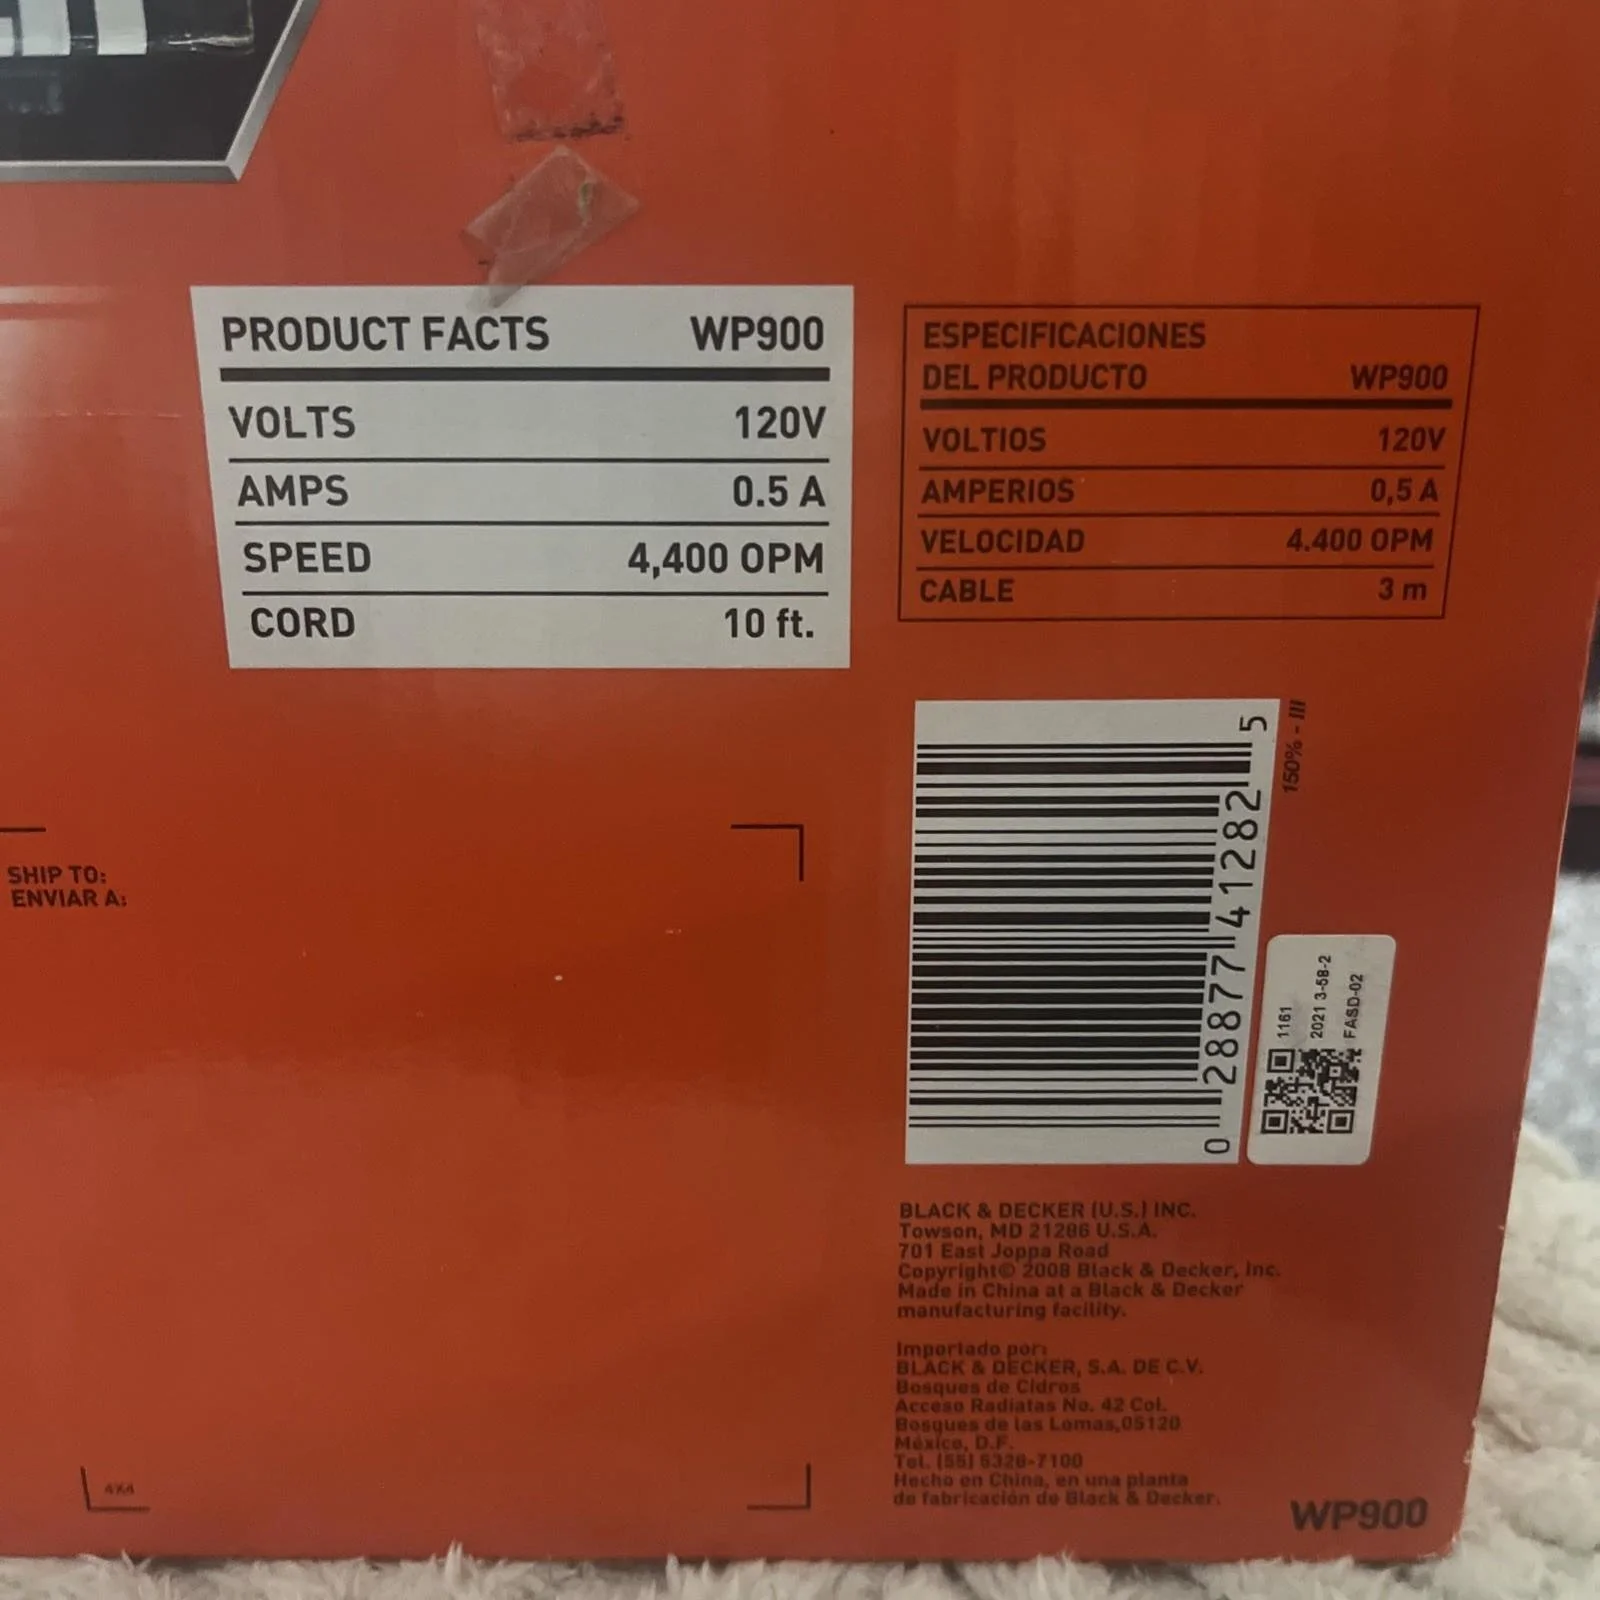 PRODUCT FACTS WP900
VOLTS 120V
AMPS 0.5 A
SPEED 4,400 OPM
CORD 10 ft.
ESPECIFICACIONES
DEL PRODUCTO WP900
VOLTIOS 120V
AMPERIOS 0,5 A
VELOCIDAD 4.400 OPM
CABLE 3 m
SHIP TO:
ENVIAR A:
0 28877 41282 5
150% - III
1161
2021 3-58-2
FASD-02
BLACK & DECKER (U.S.) INC.
Towson, MD 21286 U.S.A.
701 East Joppa Road
Copyright© 2008 Black & Decker, Inc.
Made in China at a Black & Decker
manufacturing facility.
Importado por:
BLACK & DECKER, S.A. DE C.V.
Bosques de Cidros
Acceso Radiatas No. 42 Col.
Bosques de las Lomas,05120
México, D.F.
Tel. (55) 5326-7100
Hecho en China, en una planta
de fabricación de Black & Decker.
4X4
WP900